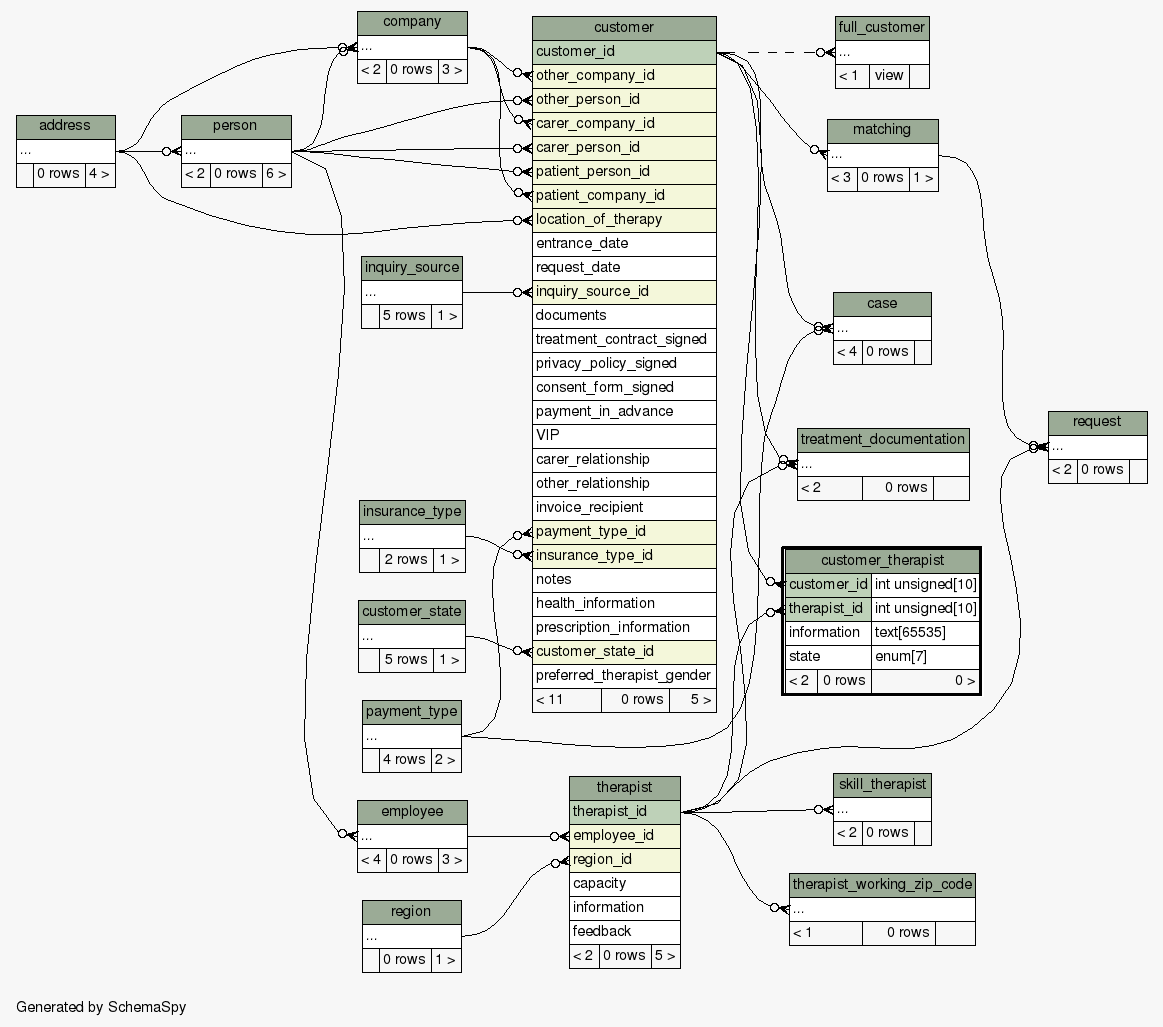 company
...
< 2 0 rows 3 >
customer
customer_id
other_company_id
other_person_id
carer_company_id
carer_person_id
patient_person_id
patient_company_id
location_of_therapy
entrance_date
request_date
inquiry_source_id
documents
treatment_contract_signed
privacy_policy_signed
consent_form_signed
payment_in_advance
VIP
carer_relationship
other_relationship
invoice_recipient
payment_type_id
insurance_type_id
notes
health_information
prescription_information
customer_state_id
preferred_therapist_gender
< 11 0 rows 5 >
full_customer
...
< 1 view
address
...
0 rows 4 >
person
...
< 2 0 rows 6 >
matching
...
< 3 0 rows 1 >
inquiry_source
...
5 rows 1 >
case
...
< 4 0 rows
request
...
< 2 0 rows
treatment_documentation
...
< 2 0 rows
insurance_type
...
2 rows 1 >
customer_therapist
customer_id int unsigned[10]
therapist_id int unsigned[10]
information text[65535]
state enum[7]
< 2 0 rows 0 >
customer_state
...
5 rows 1 >
payment_type
...
4 rows 2 >
therapist
therapist_id
employee_id
region_id
capacity
information
feedback
< 2 0 rows 5 >
skill_therapist
...
< 2 0 rows
employee
...
< 4 0 rows 3 >
therapist_working_zip_code
...
< 1 0 rows
region
...
0 rows 1 >
Generated by SchemaSpy